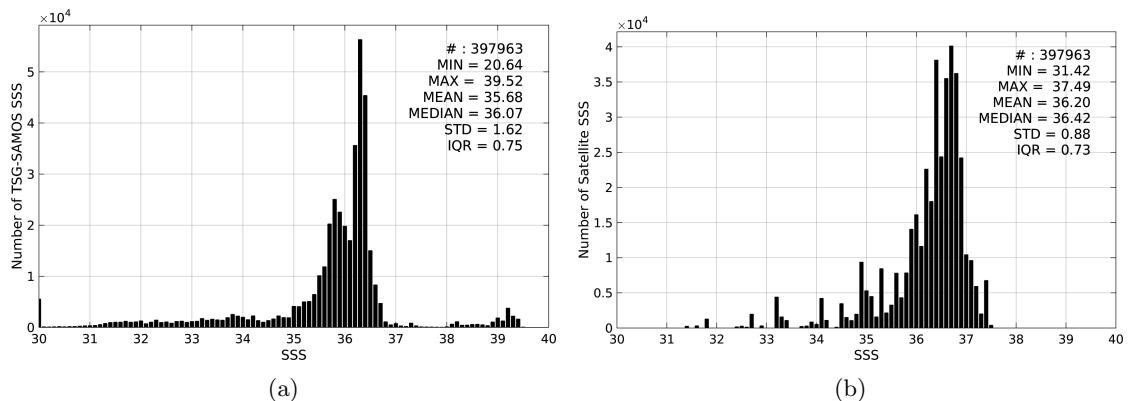 ×10⁴
Number of TSG-SAMOS SSS
5
4
3
2
1
0
30 31 32 33 34 35 36 37 38 39 40
SSS
# : 397963
MIN = 20.64
MAX = 39.52
MEAN = 35.68
MEDIAN = 36.07
STD = 1.62
IQR = 0.75
(a)
×10⁴
Number of Satellite SSS
4
3.5
3
2.5
2
1.5
1
0.5
0
30 31 32 33 34 35 36 37 38 39 40
SSS
# : 397963
MIN = 31.42
MAX = 37.49
MEAN = 36.20
MEDIAN = 36.42
STD = 0.88
IQR = 0.73
(b)